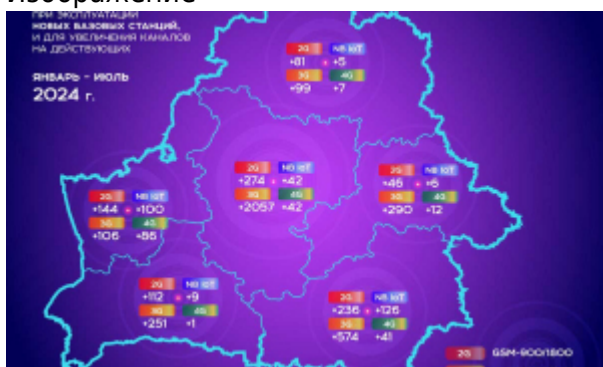 Изображение
ПРИ ЭКСПЛУАТАЦИИ
НОВЫХ БАЗОВЫХ СТАНЦИЙ,
И ДЛЯ УВЕЛИЧЕНИЯ КАНАЛОВ
НА ДЕЙСТВУЮЩИХ
ЯНВАРЬ - ИЮЛЬ
2024 г.
2G NB IoT
+81 +5
3G 4G
+99 +7
2G NB IoT
+274 +42
3G 4G
+2057 +42
2G NB IoT
+46 +6
3G 4G
+290 +12
2G NB IoT
+144 +100
3G 4G
+106 +86
2G NB IoT
+112 +9
3G 4G
+251 +1
2G NB IoT
+236 +126
3G 4G
+574 +41
2G GSM-900/1800